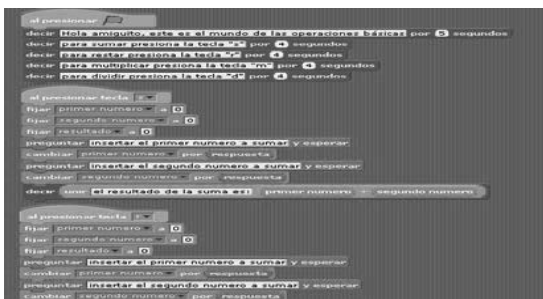 al presionar
decir Hola amiguito, este es el mundo de las operaciones básicas por 5 segundos
decir para sumar presiona la tecla "s" por 4 segundos
decir para restar presiona la tecla "r" por 4 segundos
decir para multiplicar presiona la tecla "m" por 4 segundos
decir para dividir presiona la tecla "d" por 4 segundos
al presionar tecla
fijar primer numero a 0
fijar segundo numero a 0
fijar resultado a 0
preguntar insertar el primer numero a sumar y esperar
cambiar primer numero por respuesta
preguntar insertar el segundo numero a sumar y esperar
cambiar segundo numero por respuesta
decir unir el resultado de la suma es: primer numero + segundo numero
al presionar tecla
fijar primer numero a 0
fijar segundo numero a 0
fijar resultado a 0
preguntar insertar el primer numero a sumar y esperar
cambiar primer numero por respuesta
preguntar insertar el segundo numero a sumar y esperar
cambiar segundo numero por respuesta